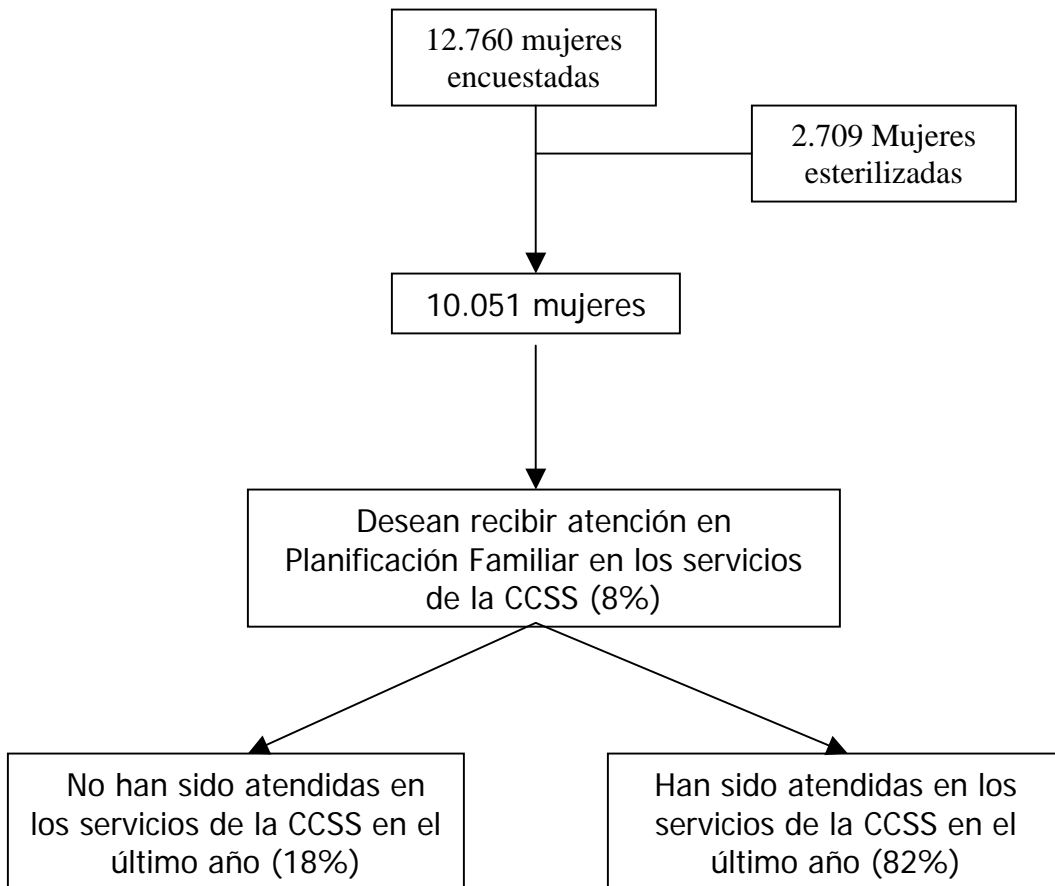 12.760 mujeres
encuestadas
2.709 Mujeres
esterilizadas
10.051 mujeres
Desean recibir atención en
Planificación Familiar en los servicios
de la CCSS (8%)
No han sido atendidas en
los servicios de la CCSS en el
último año (18%)
Han sido atendidas en los
servicios de la CCSS en el
último año (82%)